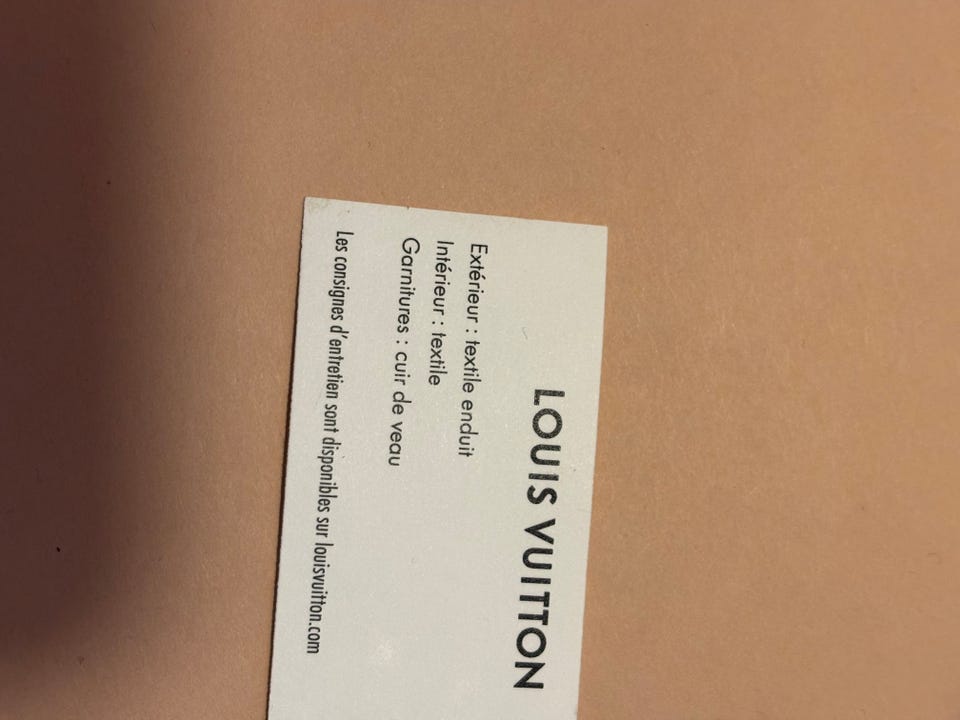 LOUIS VUITTON
Extérieur : textile enduit
Intérieur : textile
Garnitures : cuir de veau
Les consignes d'entretien sont disponibles sur louisvuitton.com